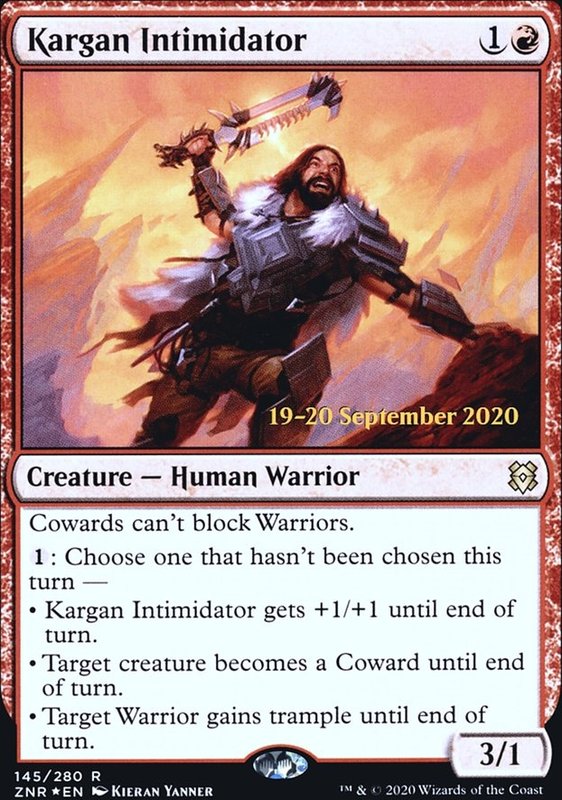 Kargan Intimidator 1
19-20 September 2020
Creature — Human Warrior
Cowards can't block Warriors.
1: Choose one that hasn't been chosen this
turn —
• Kargan Intimidator gets +1/+1 until end of
turn.
• Target creature becomes a Coward until end
of turn.
• Target Warrior gains trample until end of
turn.
3/1
145/280 R
ZNR ★ EN KIERAN YANNER
™ & © 2020 Wizards of the Coast